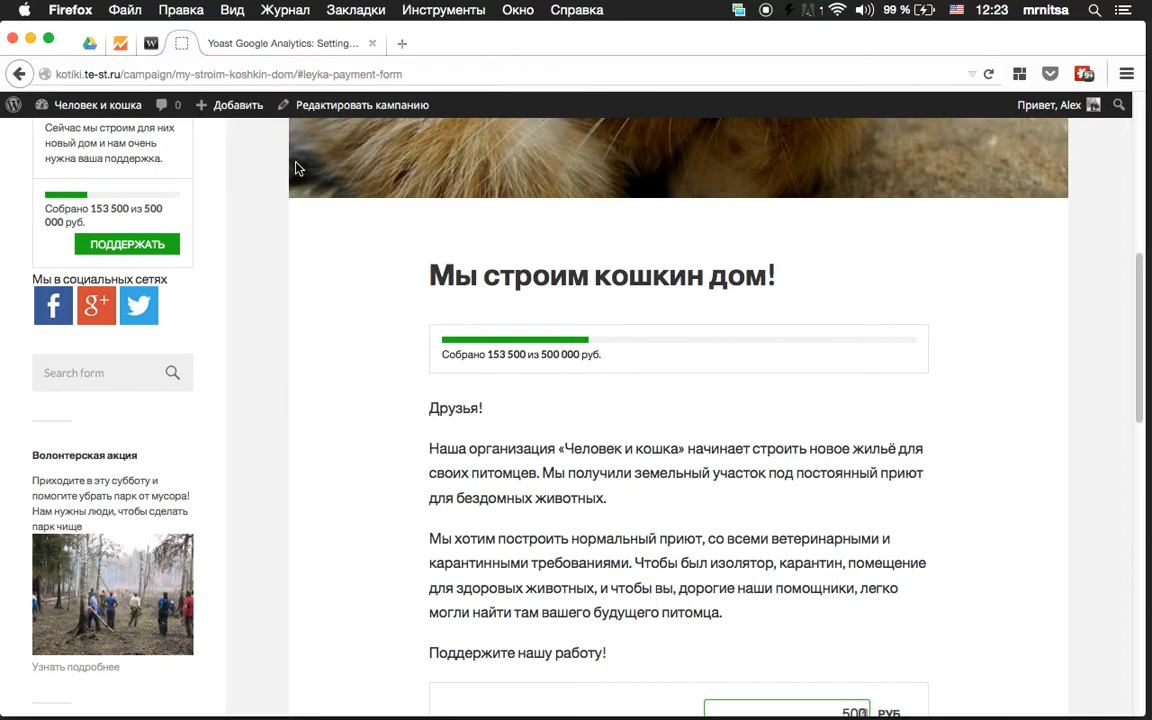 Firefox Файл Правка Вид Журнал Закладки Инструменты Окно Справка 1 99 % 12:23 mrnitsa
Yoast Google Analytics: Setting...
kotiki.te-st.ru/campaign/my-stroim-koshkin-dom/#leyka-payment-form
Человек и кошка 0 Добавить Редактировать кампанию Привет, Alex
Сейчас мы строим для них
новый дом и нам очень
нужна ваша поддержка.
Собрано 153 500 из 500
000 руб.
ПОДДЕРЖАТЬ
Мы в социальных сетях
f g+
Search form
Волонтерская акция
Приходите в эту субботу и
помогите убрать парк от мусора!
Нам нужны люди, чтобы сделать
парк чище
Узнать подробнее
Мы строим кошкин дом!
Собрано 153 500 из 500 000 руб.
Друзья!
Наша организация «Человек и кошка» начинает строить новое жильё для
своих питомцев. Мы получили земельный участок под постоянный приют
для бездомных животных.
Мы хотим построить нормальный приют, со всеми ветеринарными и
карантинными требованиями. Чтобы был изолятор, карантин, помещение
для здоровых животных, и чтобы вы, дорогие наши помощники, легко
могли найти там вашего будущего питомца.
Поддержите нашу работу!
500 РУБ